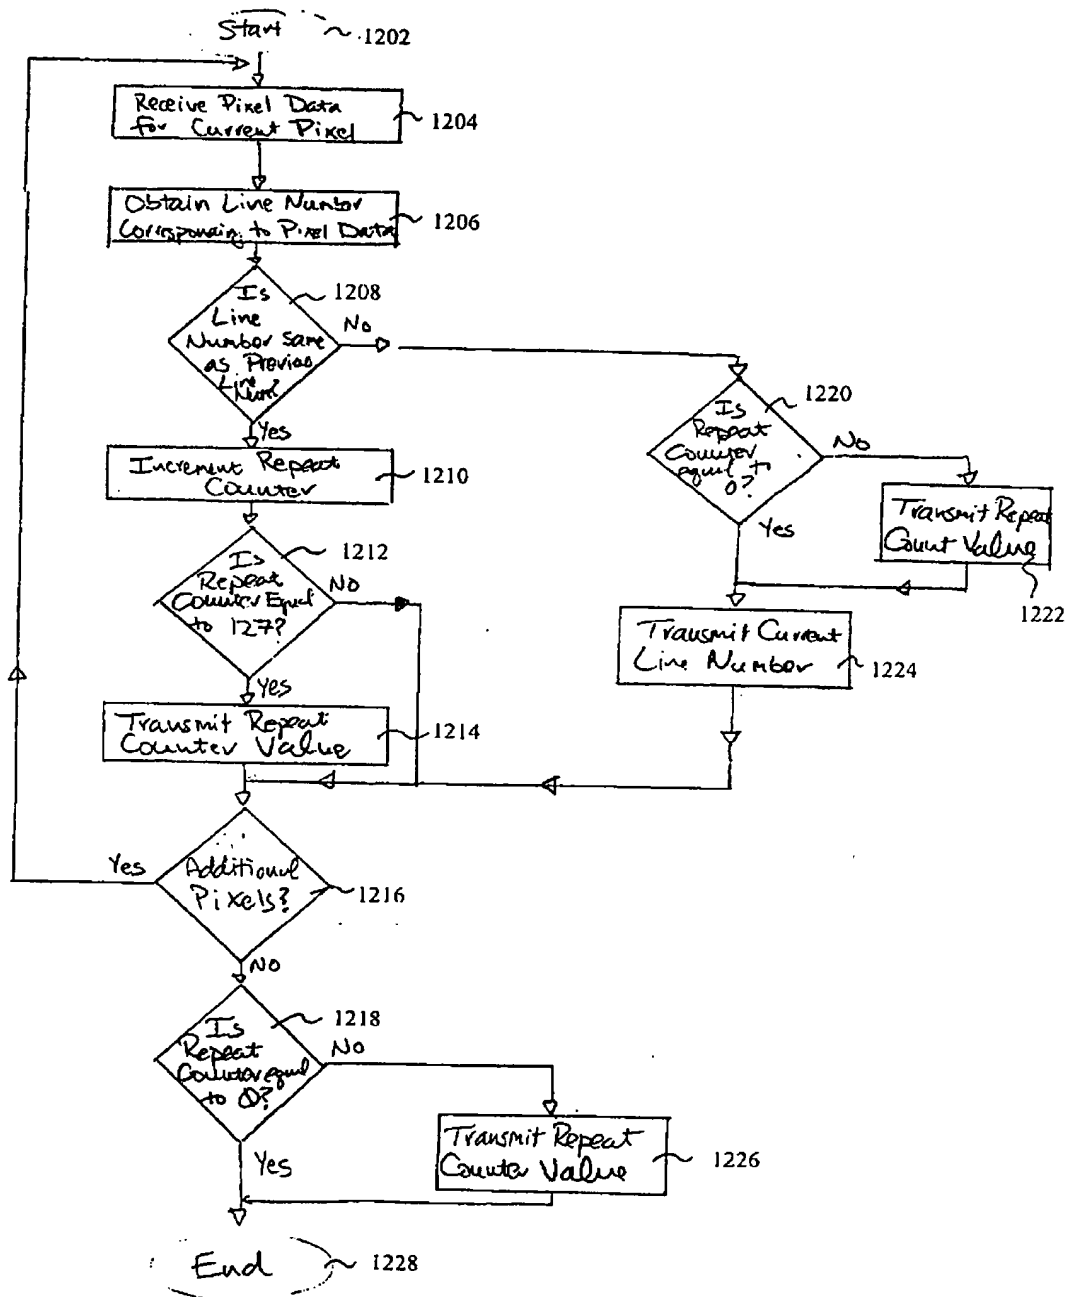 Start
1202
Receive Pixel Data
for Current Pixel
1204
Obtain Line Number
Corresponding to Pixel Data
1206
Is
Line
Number Same
as Previous
Line
Num?
1208
No
Yes
Increment Repeat
Counter
1210
Is
Repeat
Counter Equal
to 127?
1212
No
Yes
Transmit Repeat
Counter Value
1214
Is
Repeat
Counter
equal to
0?
1220
No
Yes
Transmit Repeat
Count Value
1222
Transmit Current
Line Number
1224
Additional
Pixels?
1216
Yes
No
Is
Repeat
Counter equal
to 0?
1218
No
Yes
Transmit Repeat
Counter Value
1226
End
1228